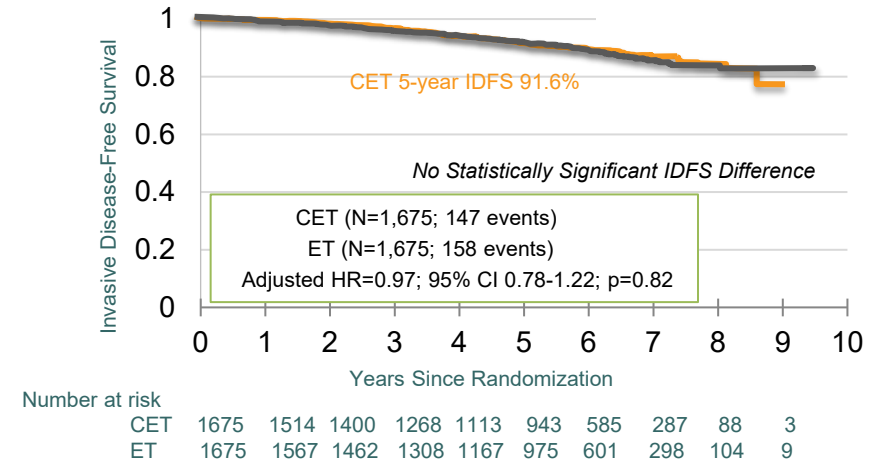 Invasive Disease-Free Survival
1
0.8
0.6
0.4
0.2
0
CET 5-year IDFS 91.6%
No Statistically Significant IDFS Difference
CET (N=1,675; 147 events)
ET (N=1,675; 158 events)
Adjusted HR=0.97; 95% CI 0.78-1.22; p=0.82
0 1 2 3 4 5 6 7 8 9 10
Years Since Randomization
Number at risk
CET 1675 1514 1400 1268 1113 943 585 287 88 3
ET 1675 1567 1462 1308 1167 975 601 298 104 9